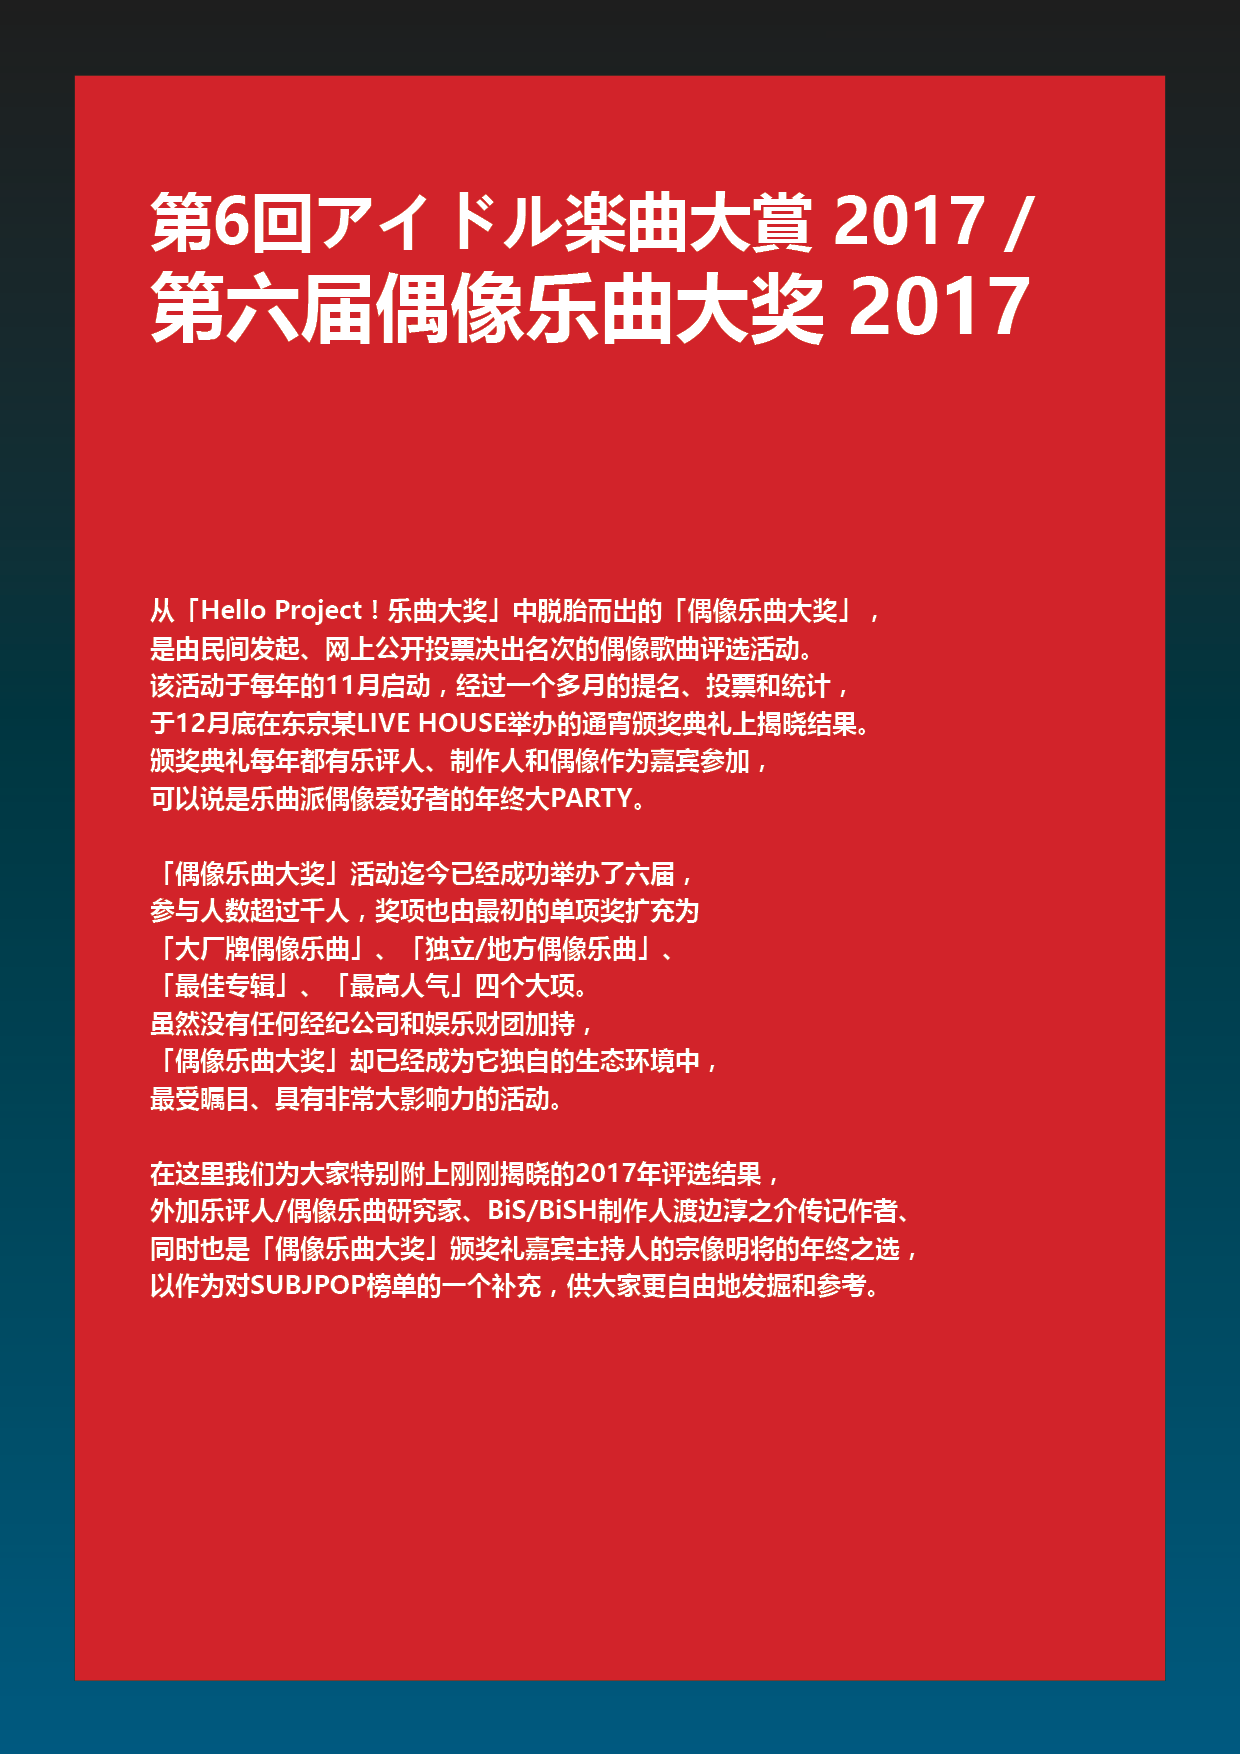 第6回アイドル楽曲大賞 2017 /
第六届偶像乐曲大奖 2017
从「Hello Project！乐曲大奖」中脱胎而出的「偶像乐曲大奖」，
是由民间发起、网上公开投票决出名次的偶像歌曲评选活动。
该活动于每年的11月启动，经过一个多月的提名、投票和统计，
于12月底在东京某LIVE HOUSE举办的通宵颁奖典礼上揭晓结果。
颁奖典礼每年都有乐评人、制作人和偶像作为嘉宾参加，
可以说是乐曲派偶像爱好者的年终大PARTY。
「偶像乐曲大奖」活动迄今已经成功举办了六届，
参与人数超过千人，奖项也由最初的单项奖扩充为
「大厂牌偶像乐曲」、「独立/地方偶像乐曲」、
「最佳专辑」、「最高人气」四个大项。
虽然没有任何经纪公司和娱乐财团加持，
「偶像乐曲大奖」却已经成为它独自的生态环境中，
最受瞩目、具有非常大影响力的活动。
在这里我们为大家特别附上刚刚揭晓的2017年评选结果，
外加乐评人/偶像乐曲研究家、BiS/BiSH制作人渡边淳之介传记作者、
同时也是「偶像乐曲大奖」颁奖礼嘉宾主持人的宗像明将的年终之选，
以作为对SUBJPOP榜单的一个补充，供大家更自由地发掘和参考。